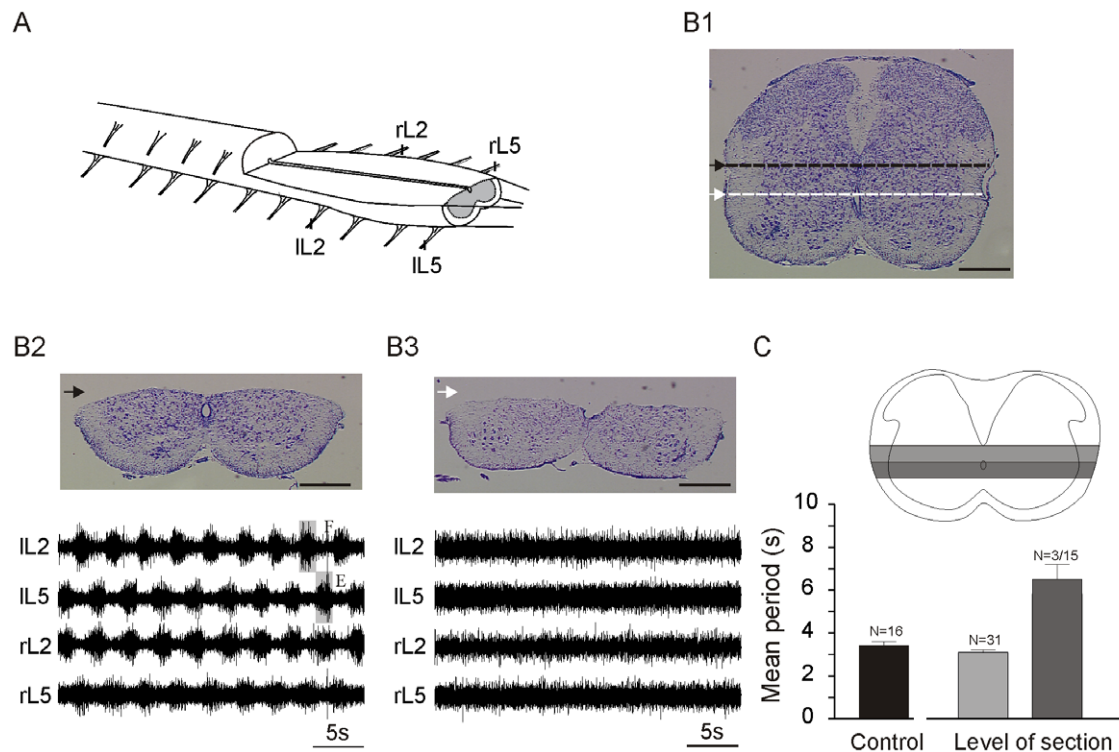 A
rL2
rL5
lL2
lL5
B1
B2
B3
lL2
F
lL5
E
rL2
rL5
5s
lL2
lL5
rL2
rL5
5s
C
Mean period (s)
10
8
6
4
2
0
N=16
N=31
N=3/15
Control
Level of section